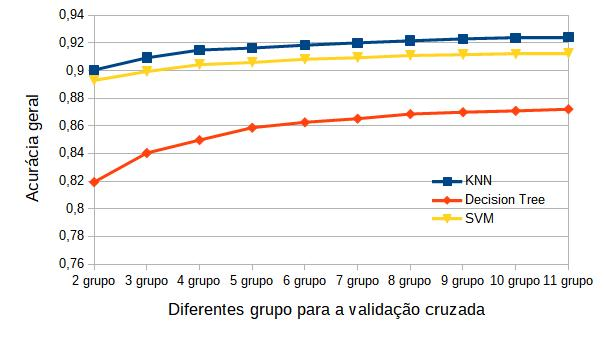 0,94
0,92
0,9
0,88
0,86
0,84
0,82
0,8
0,78
0,76
Acurácia geral
KNN
Decision Tree
SVM
2 grupo 3 grupo 4 grupo 5 grupo 6 grupo 7 grupo 8 grupo 9 grupo 10 grupo 11 grupo
Diferentes grupo para a validação cruzada